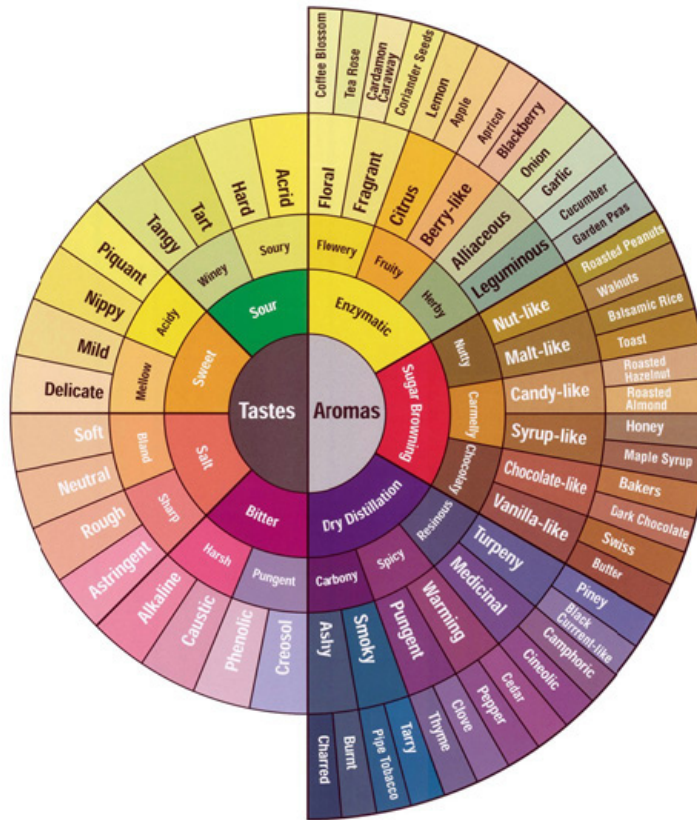 Tastes
Aromas
Sour
Sweet
Salt
Bitter
Enzymatic
Sugar Browning
Dry Distillation
Soury
Winey
Acidy
Mellow
Bland
Sharp
Harsh
Pungent
Flowery
Fruity
Herby
Nutty
Carmelly
Chocolaty
Resinous
Spicy
Carbony
Acrid
Hard
Tart
Tangy
Piquant
Nippy
Mild
Delicate
Soft
Neutral
Rough
Astringent
Alkaline
Caustic
Phenolic
Creosol
Floral
Fragrant
Citrus
Berry-like
Alliaceous
Leguminous
Nut-like
Malt-like
Candy-like
Syrup-like
Chocolate-like
Vanilla-like
Turpeny
Medicinal
Warming
Pungent
Smoky
Ashy
Coffee Blossom
Tea Rose
Cardamon
Caraway
Coriander Seeds
Lemon
Apple
Apricot
Blackberry
Onion
Garlic
Cucumber
Garden Peas
Roasted Peanuts
Walnuts
Balsamic Rice
Toast
Roasted
Hazelnut
Roasted
Almond
Honey
Maple Syrup
Bakers
Dark Chocolate
Swiss
Butter
Piney
Black
Currrent-like
Camphoric
Cineolic
Cedar
Pepper
Clove
Thyme
Tarry
Pipe Tobacco
Burnt
Charred